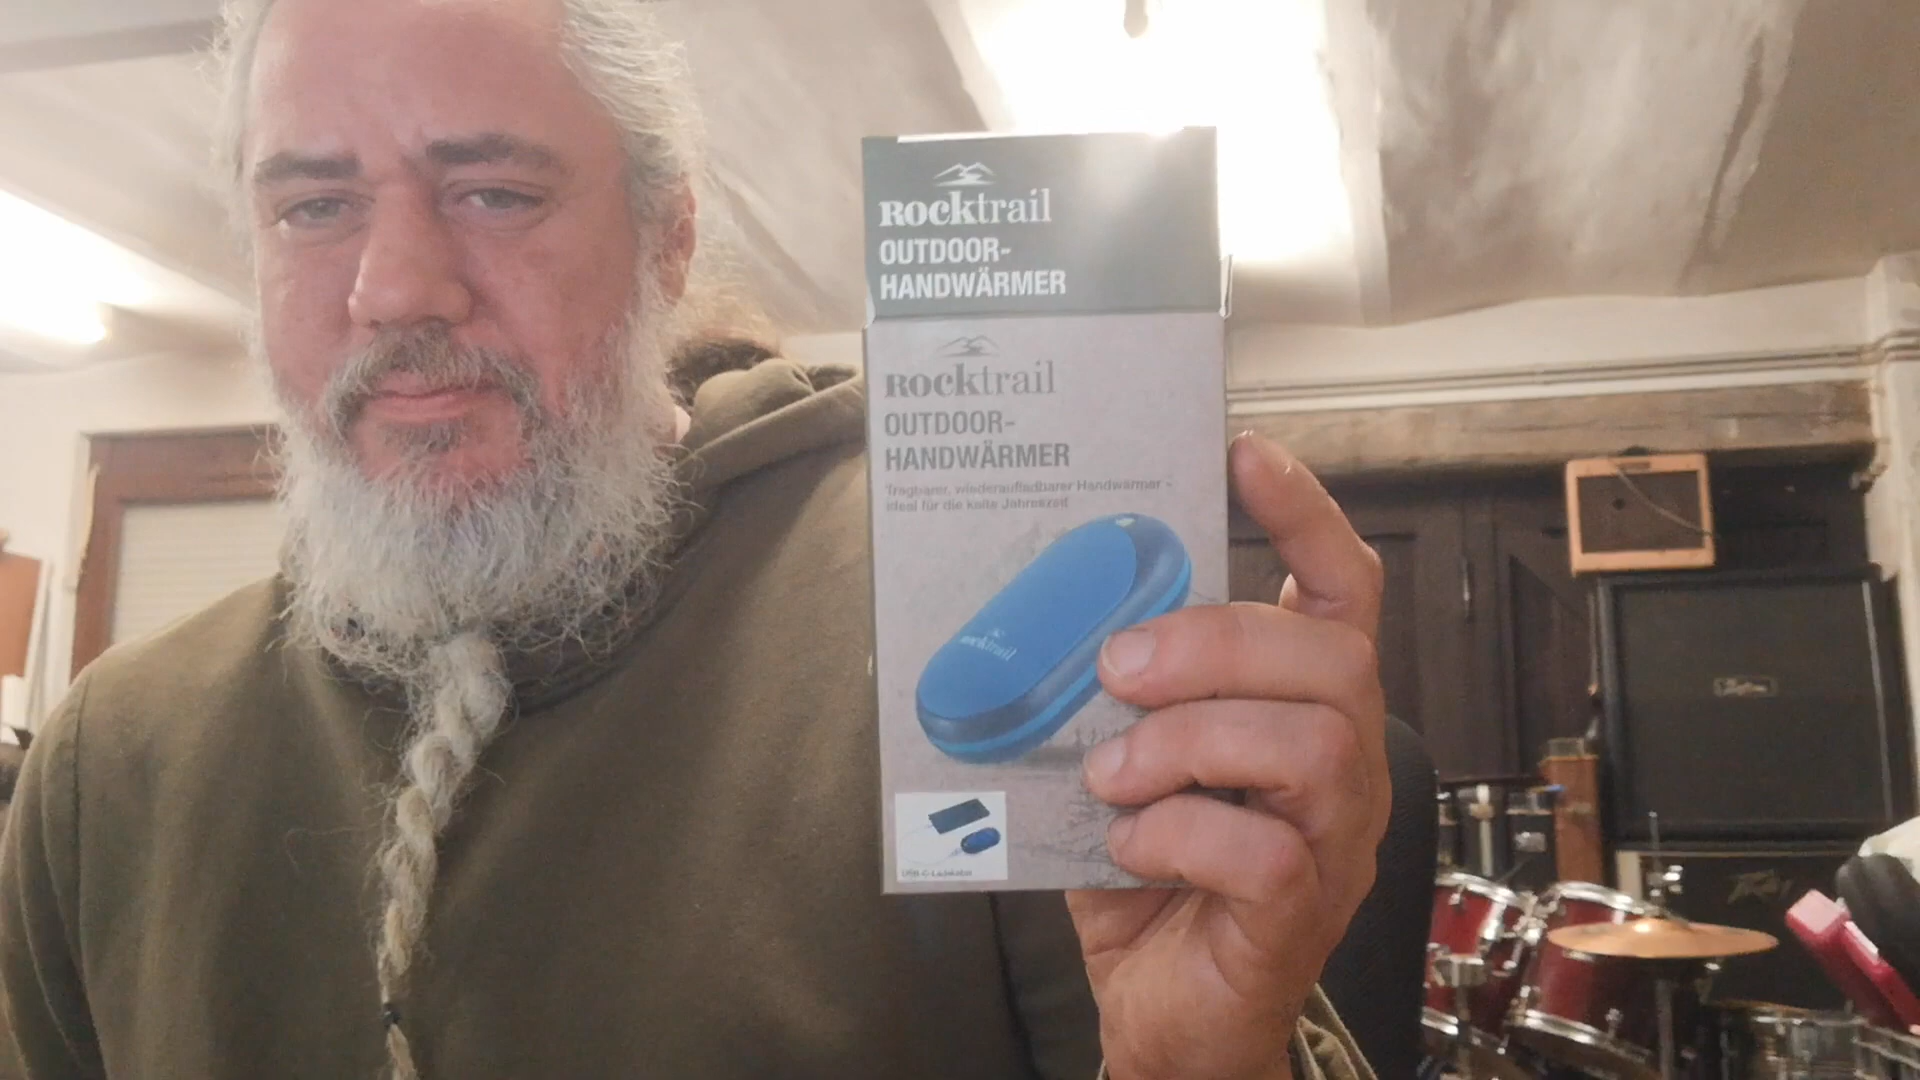 Rocktrail
OUTDOOR-
HANDWÄRMER
Rocktrail
OUTDOOR-
HANDWÄRMER
Tragbarer, wiederaufladbarer Handwärmer –
ideal für die kalte Jahreszeit
Rocktrail
USB-C-Ladekabel